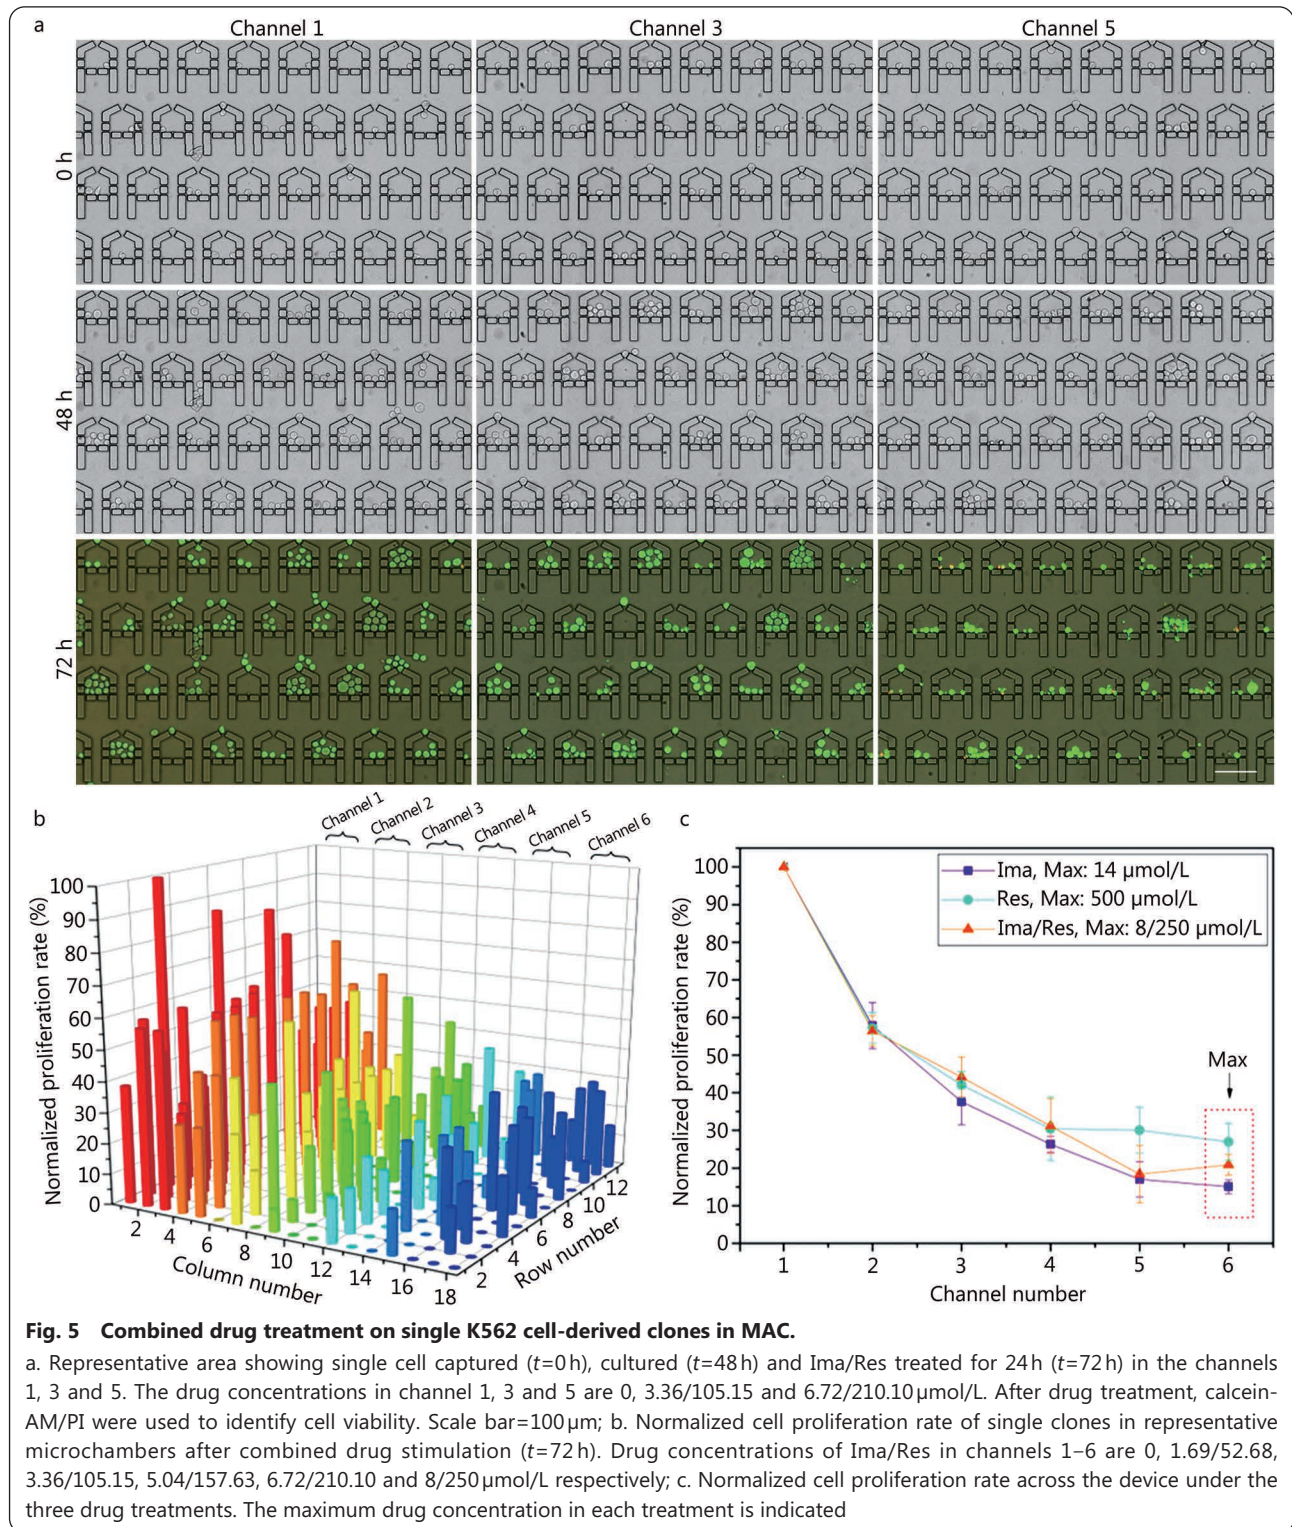 a
Channel 1 Channel 3 Channel 5
0 h
48 h
72 h
b
Channel 1
Channel 2
Channel 3
Channel 4
Channel 5
Channel 6
100
90
80
70
60
50
40
30
20
10
0
Normalized proliferation rate (%)
2 4 6 8 10 12 14 16 18
Column number
2 4 6 8 10 12
Row number
c
100
90
80
70
60
50
40
30
20
10
0
Normalized proliferation rate (%)
Ima, Max: 14 μmol/L
Res, Max: 500 μmol/L
Ima/Res, Max: 8/250 μmol/L
Max
1 2 3 4 5 6
Channel number
Fig. 5 Combined drug treatment on single K562 cell-derived clones in MAC.
a. Representative area showing single cell captured (t=0h), cultured (t=48h) and Ima/Res treated for 24h (t=72h) in the channels
1, 3 and 5. The drug concentrations in channel 1, 3 and 5 are 0, 3.36/105.15 and 6.72/210.10μmol/L. After drug treatment, calcein-
AM/PI were used to identify cell viability. Scale bar=100μm; b. Normalized cell proliferation rate of single clones in representative
microchambers after combined drug stimulation (t=72h). Drug concentrations of Ima/Res in channels 1–6 are 0, 1.69/52.68,
3.36/105.15, 5.04/157.63, 6.72/210.10 and 8/250μmol/L respectively; c. Normalized cell proliferation rate across the device under the
three drug treatments. The maximum drug concentration in each treatment is indicated